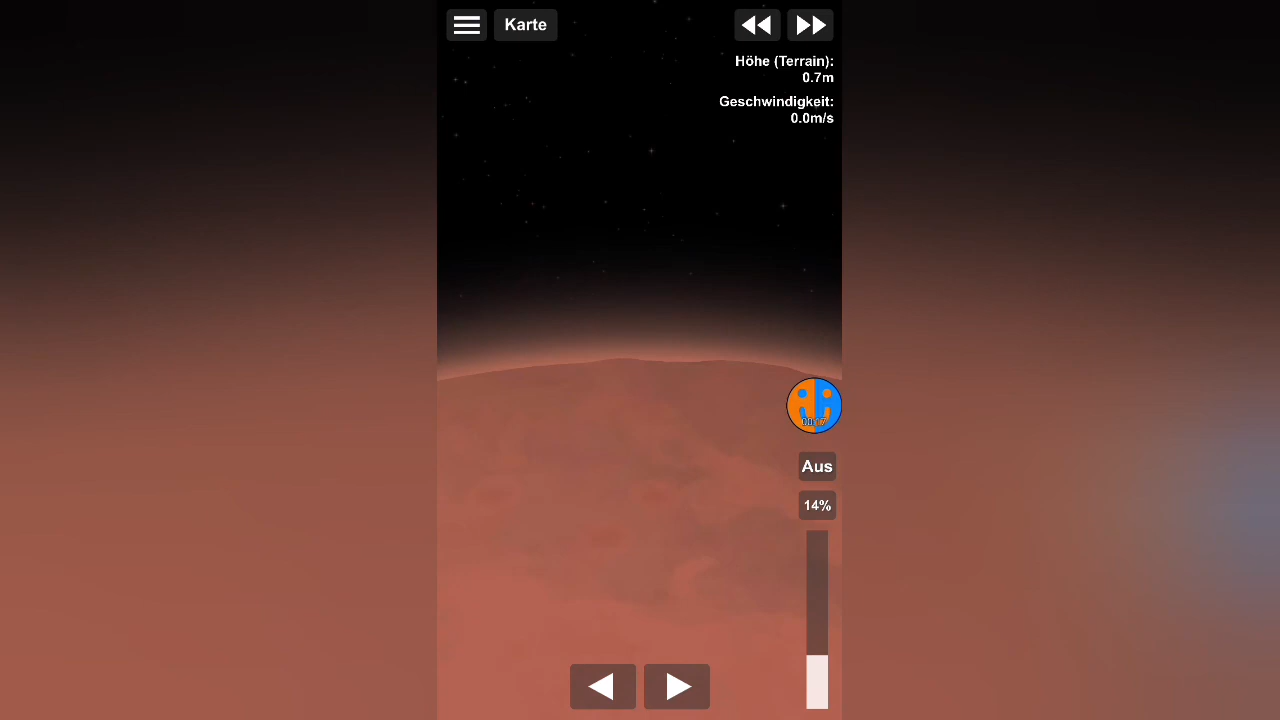 Karte
Höhe (Terrain):
0.7m
Geschwindigkeit:
0.0m/s
Aus
14%